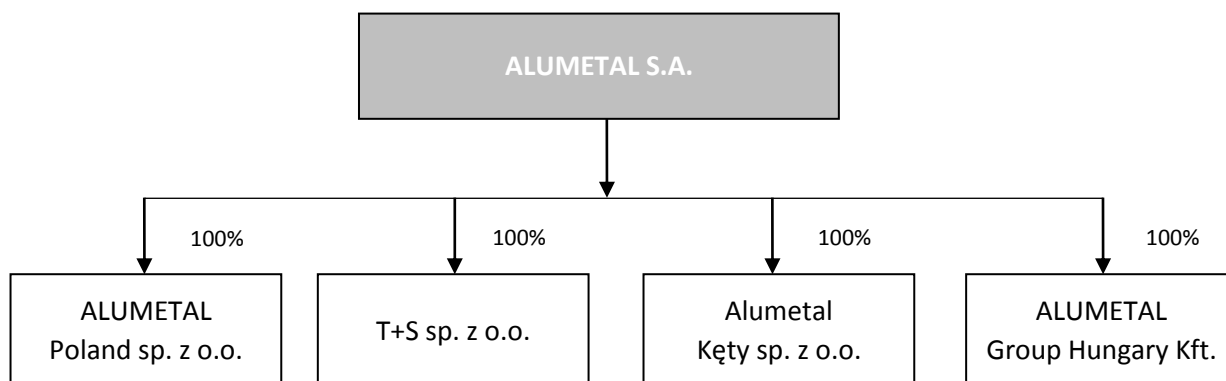 ALUMETAL S.A.
100%
100%
100%
100%
ALUMETAL
Poland sp. z o.o.
T+S sp. z o.o.
Alumetal
Kęty sp. z o.o.
ALUMETAL
Group Hungary Kft.